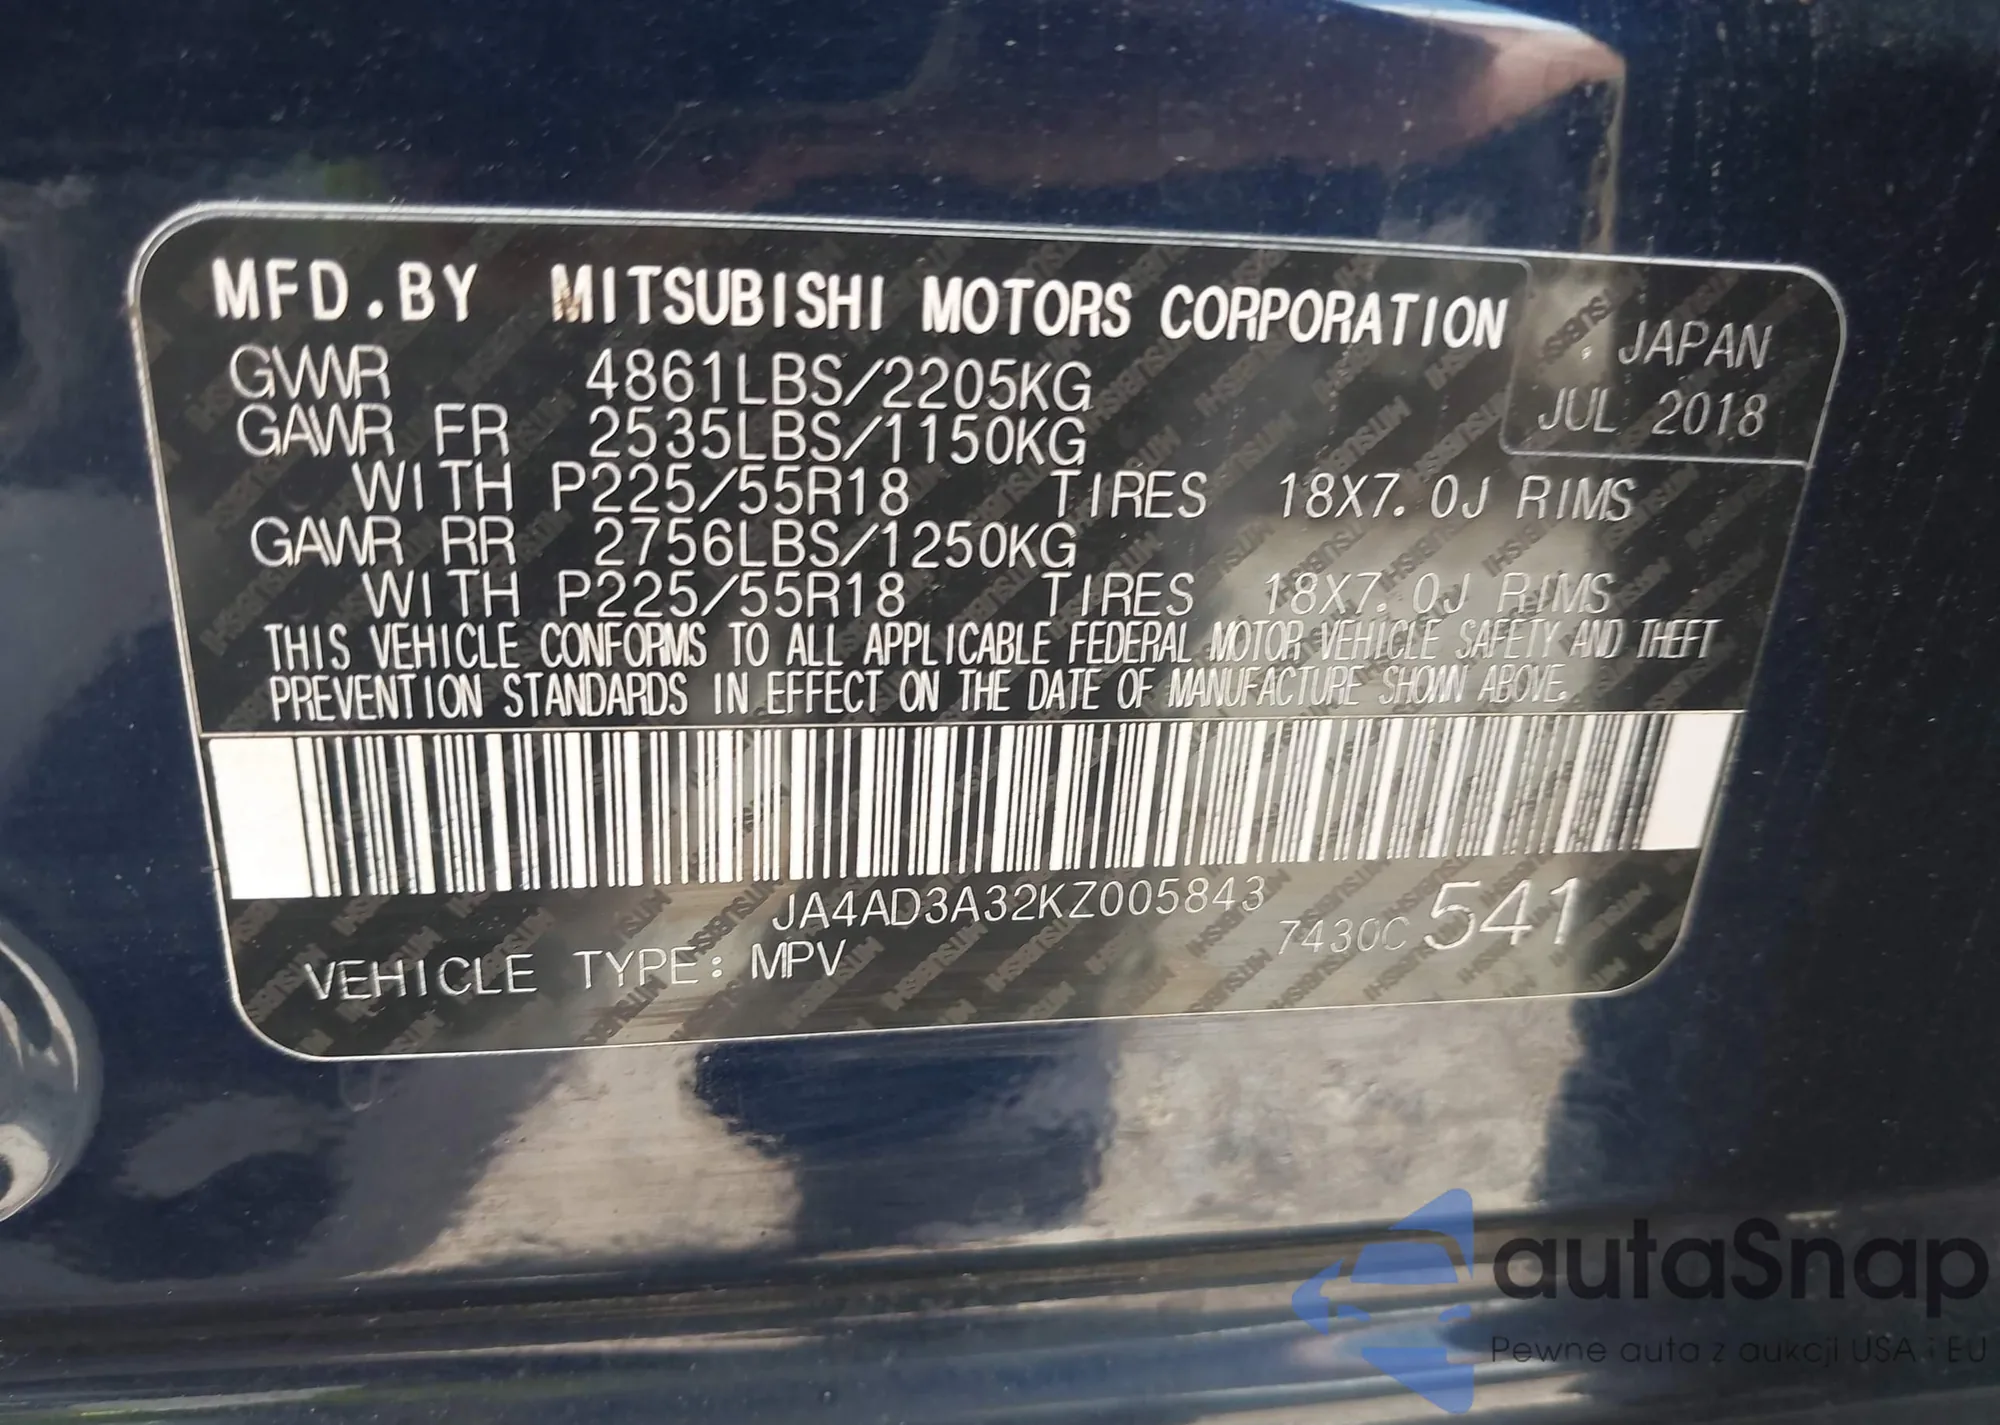 MFD.BY MITSUBISHI MOTORS CORPORATION
JAPAN
JUL 2018
GVWR 4861LBS/2205KG
GAWR FR 2535LBS/1150KG
WITH P225/55R18 TIRES 18X7.0J RIMS
GAWR RR 2756LBS/1250KG
WITH P225/55R18 TIRES 18X7.0J RIMS
THIS VEHICLE CONFORMS TO ALL APPLICABLE FEDERAL MOTOR VEHICLE SAFETY AND THEFT
PREVENTION STANDARDS IN EFFECT ON THE DATE OF MANUFACTURE SHOWN ABOVE.
JA4AD3A32KZ005843
VEHICLE TYPE: MPV 7430C 541
autaSnap
Pewne auta z aukcji USA i EU